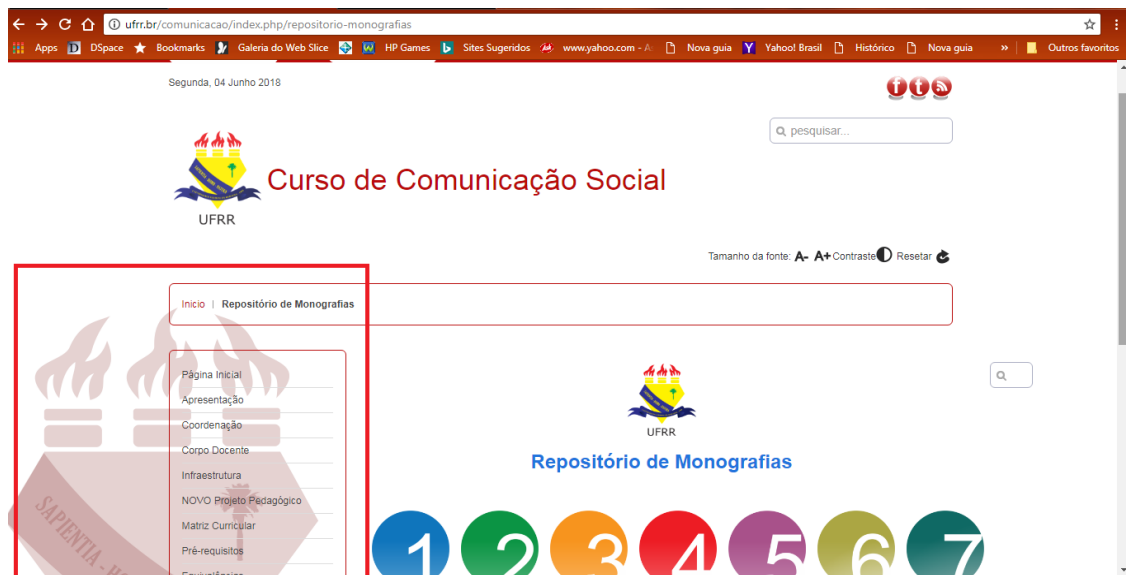 ufrr.br/comunicacao/index.php/repositorio-monografias
Apps D DSpace Bookmarks Galeria do Web Slice HP Games Sites Sugeridos www.yahoo.com - A Nova guia Yahoo! Brasil Histórico Nova guia » Outros favoritos
Segunda, 04 Junho 2018
pesquisar...
Curso de Comunicação Social
UFRR
Tamanho da fonte: A- A+ Contraste Resetar
Inicio | Repositório de Monografias
Página Inicial
Apresentação
Coordenação
Corpo Docente
Infraestrutura
NOVO Projeto Pedagógico
Matriz Curricular
Pré-requisitos
Equivalências
SAPIENTIA - HO
UFRR
Repositório de Monografias
1 2 3 4 5 6 7